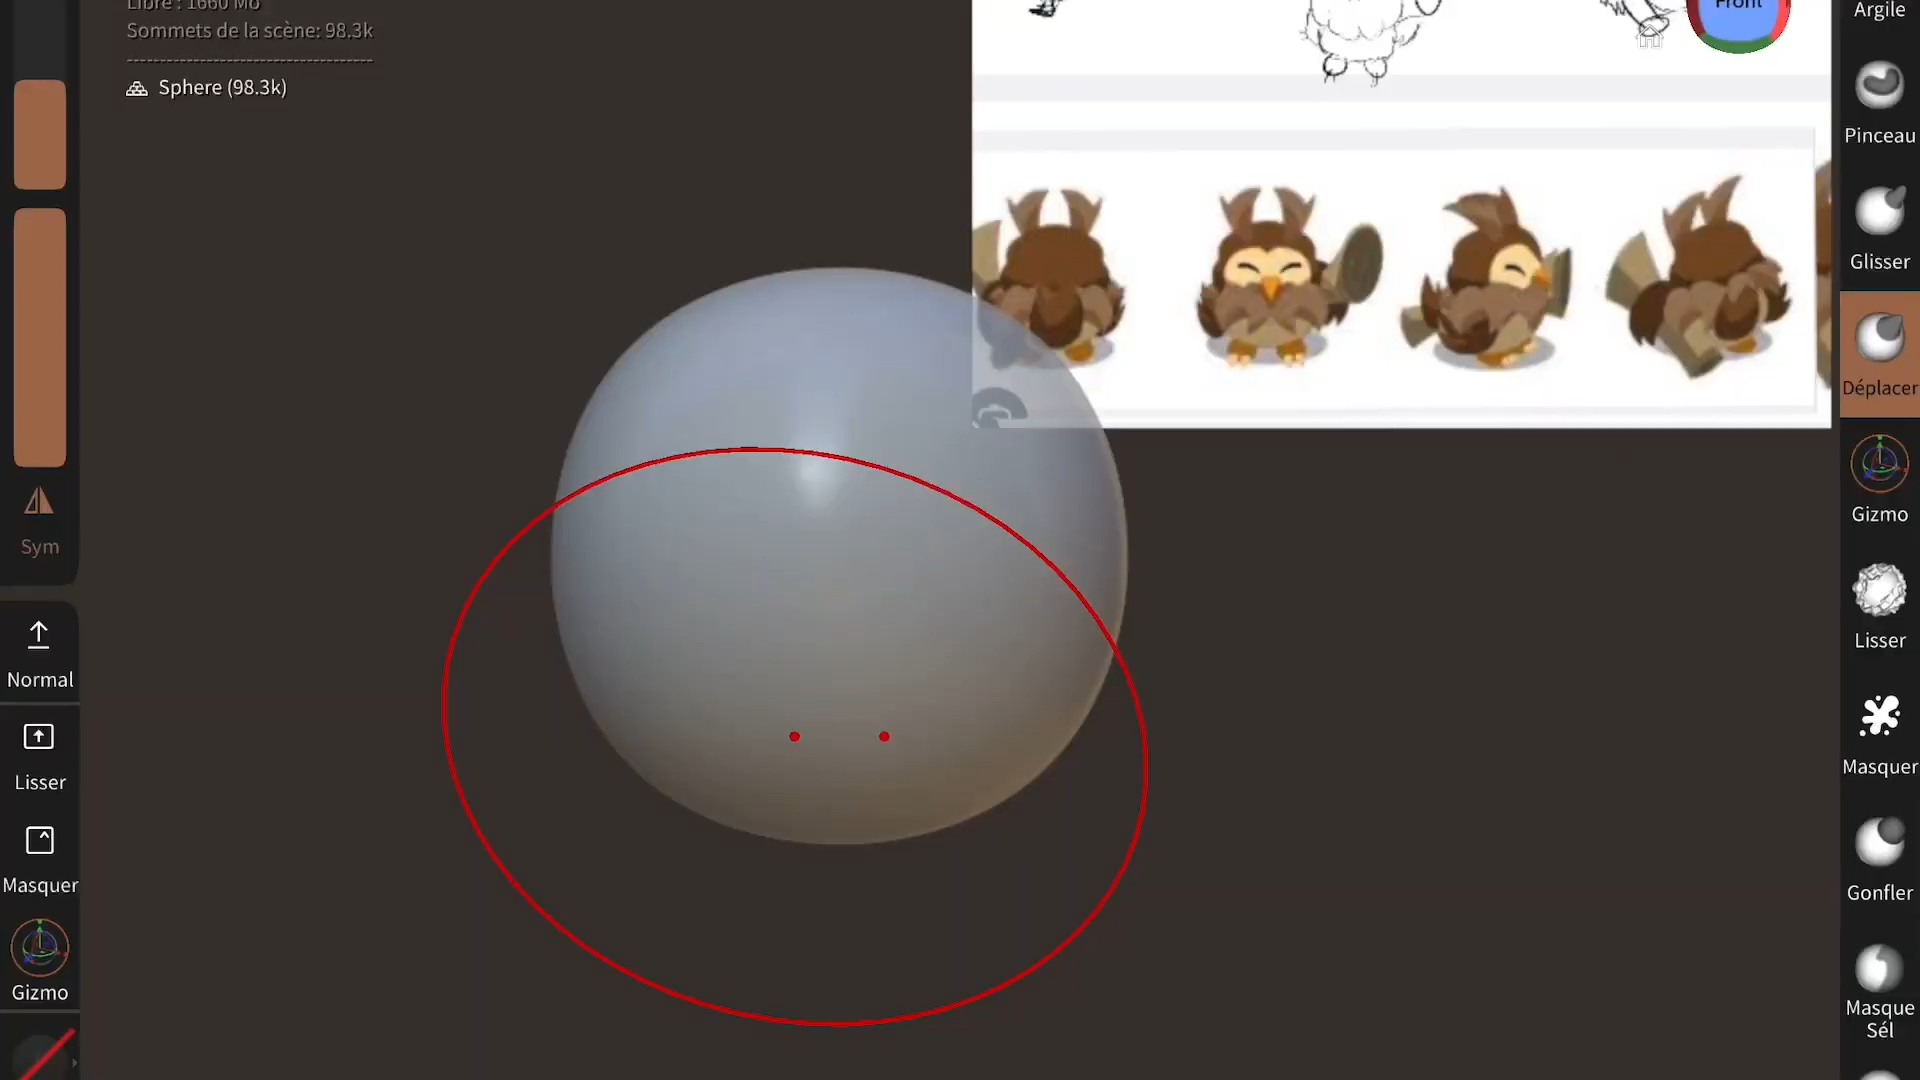 Libre : 1660 Mo
Sommets de la scène: 98.3k
Sphere (98.3k)
Sym
Normal
Lisser
Masquer
Gizmo
Front
Argile
Pinceau
Glisser
Déplacer
Gizmo
Lisser
Masquer
Gonfler
Masque
Sél